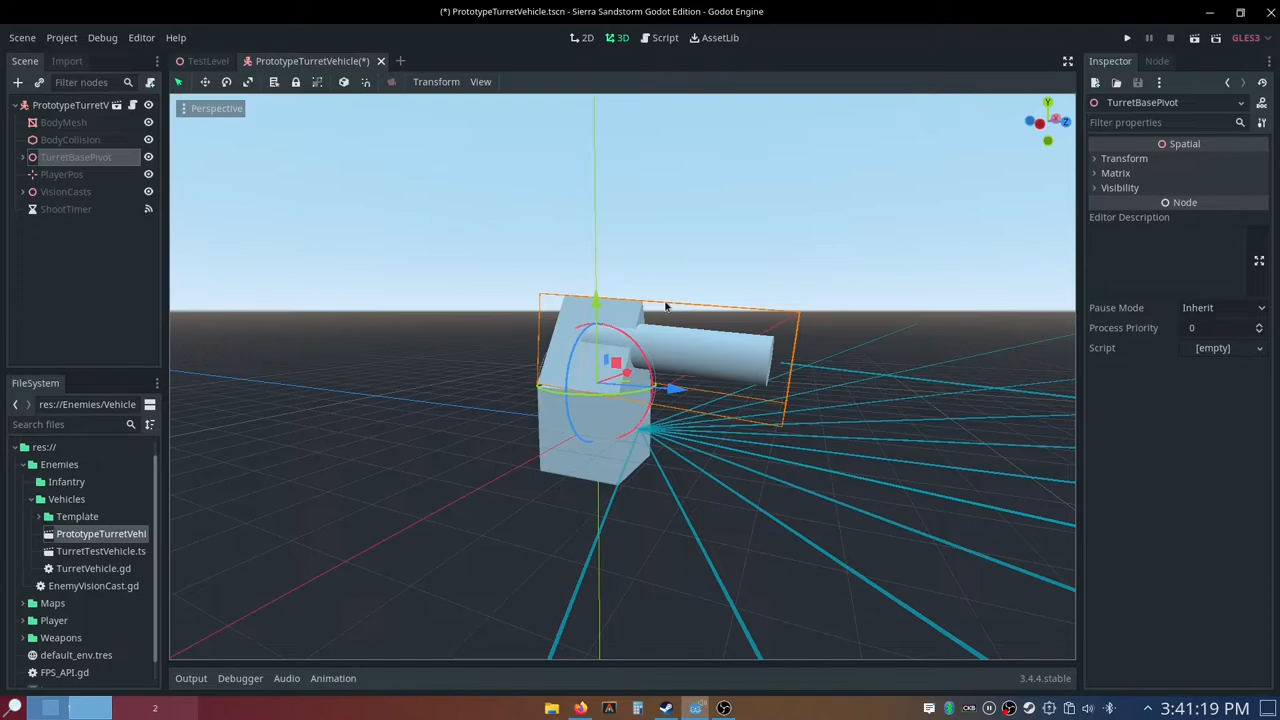 (*) PrototypeTurretVehicle.tscn - Sierra Sandstorm Godot Edition - Godot Engine
Scene Project Debug Editor Help
2D 3D Script AssetLib
GLES3
Scene Import
TestLevel PrototypeTurretVehicle(*)
Inspector Node
Filter nodes
Transform View
PrototypeTurretV
BodyMesh
BodyCollision
TurretBasePivot
PlayerPos
VisionCasts
ShootTimer
Perspective
Y
X
Z
TurretBasePivot
Filter properties
Spatial
Transform
Matrix
Visibility
Node
Editor Description
Pause Mode Inherit
Process Priority 0
Script [empty]
FileSystem
res://Enemies/Vehicle
Search files
res://
Enemies
Infantry
Vehicles
Template
PrototypeTurretVehi
TurretTestVehicle.ts
TurretVehicle.gd
EnemyVisionCast.gd
Maps
Player
Weapons
default_env.tres
FPS_API.gd
Output Debugger Audio Animation
3.4.4.stable
2
3:41:19 PM